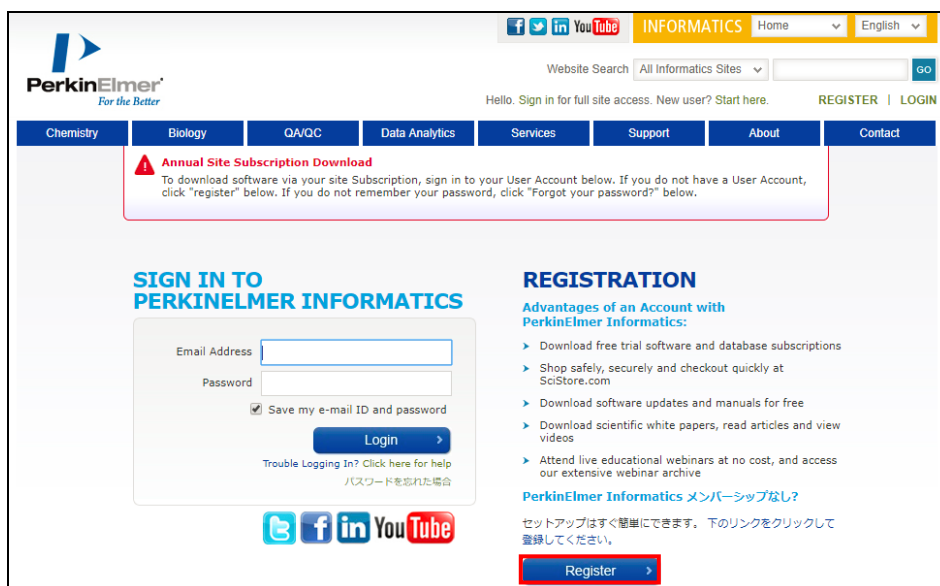 You Tube
INFORMATICS
Home
English
PerkinElmer
For the Better
Website Search All Informatics Sites GO
Hello. Sign in for full site access. New user? Start here. REGISTER | LOGIN
Chemistry Biology QA/QC Data Analytics Services Support About Contact
Annual Site Subscription Download
To download software via your site Subscription, sign in to your User Account below. If you do not have a User Account,
click "register" below. If you do not remember your password, click "Forgot your password?" below.
SIGN IN TO
PERKINELMER INFORMATICS
Email Address
Password
Save my e-mail ID and password
Login
Trouble Logging In? Click here for help
パスワードを忘れた場合
You Tube
REGISTRATION
Advantages of an Account with
PerkinElmer Informatics:
Download free trial software and database subscriptions
Shop safely, securely and checkout quickly at
SciStore.com
Download software updates and manuals for free
Download scientific white papers, read articles and view
videos
Attend live educational webinars at no cost, and access
our extensive webinar archive
PerkinElmer Informatics メンバーシップなし?
セットアップはすぐ簡単にできます。 下のリンクをクリックして
登録してください。
Register